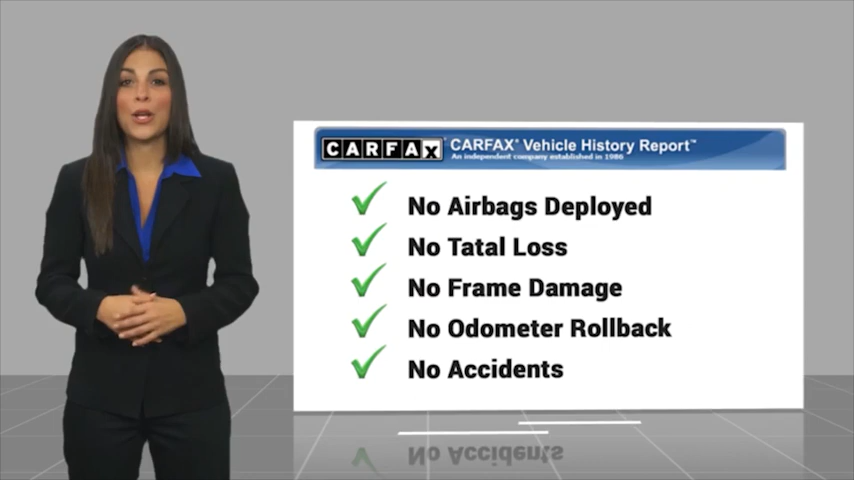 CARFAX CARFAX® Vehicle History Report™
An independent company established in 1986
No Airbags Deployed
No Tatal Loss
No Frame Damage
No Odometer Rollback
No Accidents
No Accidents